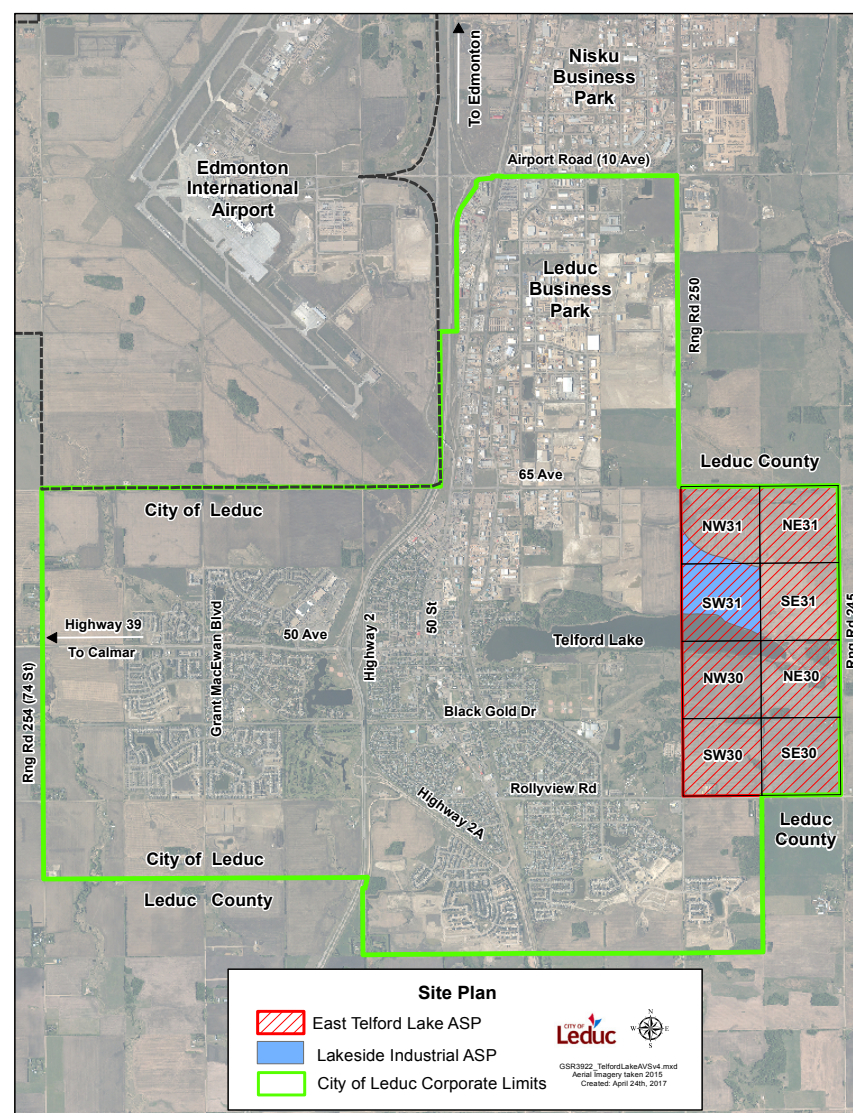 Nisku
Business
Park
To Edmonton
Airport Road (10 Ave)
Edmonton
International
Airport
Leduc
Business
Park
Rng Rd 250
Leduc County
65 Ave
City of Leduc
NW31
NE31
SW31
SE31
Highway 39
To Calmar
50 Ave
Grant MacEwan Blvd
Highway 2
50 St
Telford Lake
Rng Rd 245
Rng Rd 254 (74 St)
NW30
NE30
Black Gold Dr
SW30
SE30
Rollyview Rd
Highway 2A
Leduc
County
City of Leduc
Leduc County
Site Plan
East Telford Lake ASP
Lakeside Industrial ASP
City of Leduc Corporate Limits
CITY OF
Leduc
N
W
E
S
GSR3922_TelfordLakeAVSv4.mxd
Aerial Imagery taken 2015
Created: April 24th, 2017